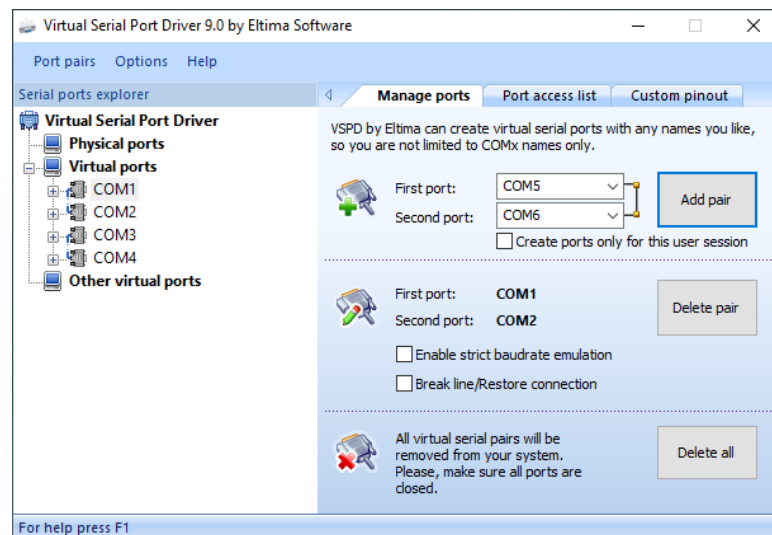 Virtual Serial Port Driver 9.0 by Eltima Software
Port pairs Options Help
Serial ports explorer
Virtual Serial Port Driver
Physical ports
Virtual ports
COM1
COM2
COM3
COM4
Other virtual ports
Manage ports Port access list Custom pinout
VSPD by Eltima can create virtual serial ports with any names you like,
so you are not limited to COMx names only.
First port: COM5
Second port: COM6
Add pair
Create ports only for this user session
First port: COM1
Second port: COM2
Delete pair
Enable strict baudrate emulation
Break line/Restore connection
All virtual serial pairs will be
removed from your system.
Please, make sure all ports are
closed.
Delete all
For help press F1